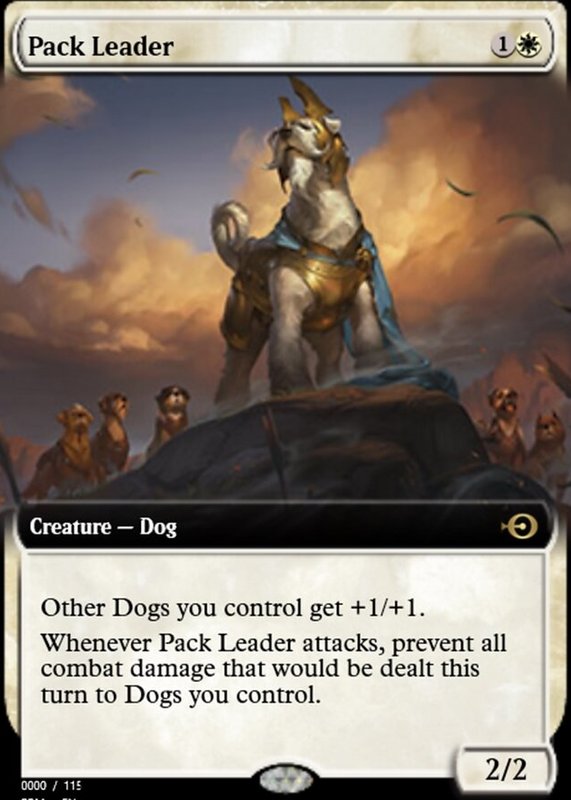 Pack Leader 1
Creature — Dog
Other Dogs you control get +1/+1.
Whenever Pack Leader attacks, prevent all
combat damage that would be dealt this
turn to Dogs you control.
2/2
0000 / 115